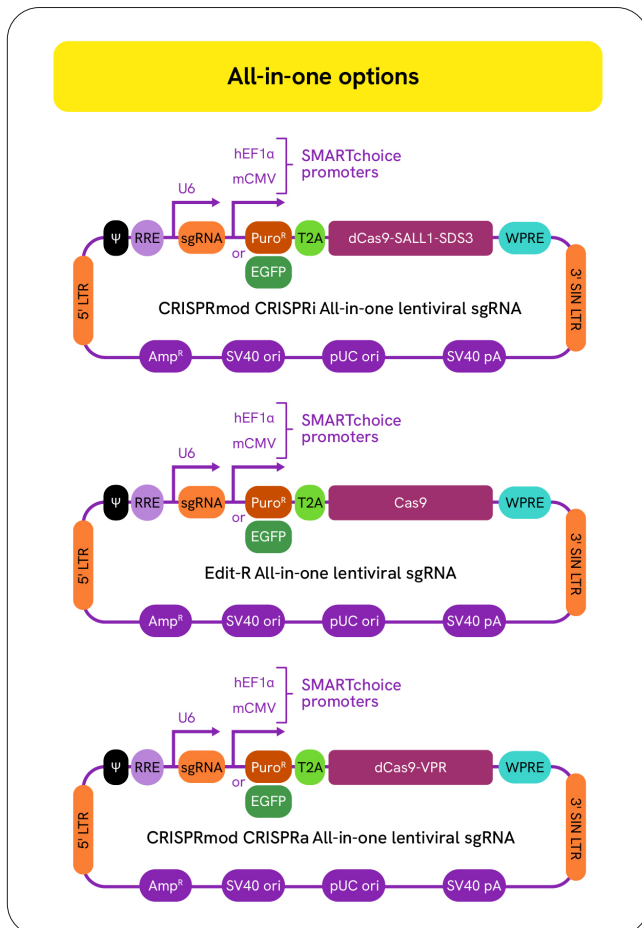 All-in-one options
hEF1α
mCMV
SMARTchoice
promoters
U6
Ψ RRE sgRNA Puroᴿ T2A dCas9-SALL1-SDS3 WPRE
or
EGFP
5' LTR
3' SIN LTR
CRISPRmod CRISPRi All-in-one lentiviral sgRNA
Ampᴿ SV40 ori pUC ori SV40 pA
hEF1α
mCMV
SMARTchoice
promoters
U6
Ψ RRE sgRNA Puroᴿ T2A Cas9 WPRE
or
EGFP
5' LTR
3' SIN LTR
Edit-R All-in-one lentiviral sgRNA
Ampᴿ SV40 ori pUC ori SV40 pA
hEF1α
mCMV
SMARTchoice
promoters
U6
Ψ RRE sgRNA Puroᴿ T2A dCas9-VPR WPRE
or
EGFP
5' LTR
3' SIN LTR
CRISPRmod CRISPRa All-in-one lentiviral sgRNA
Ampᴿ SV40 ori pUC ori SV40 pA